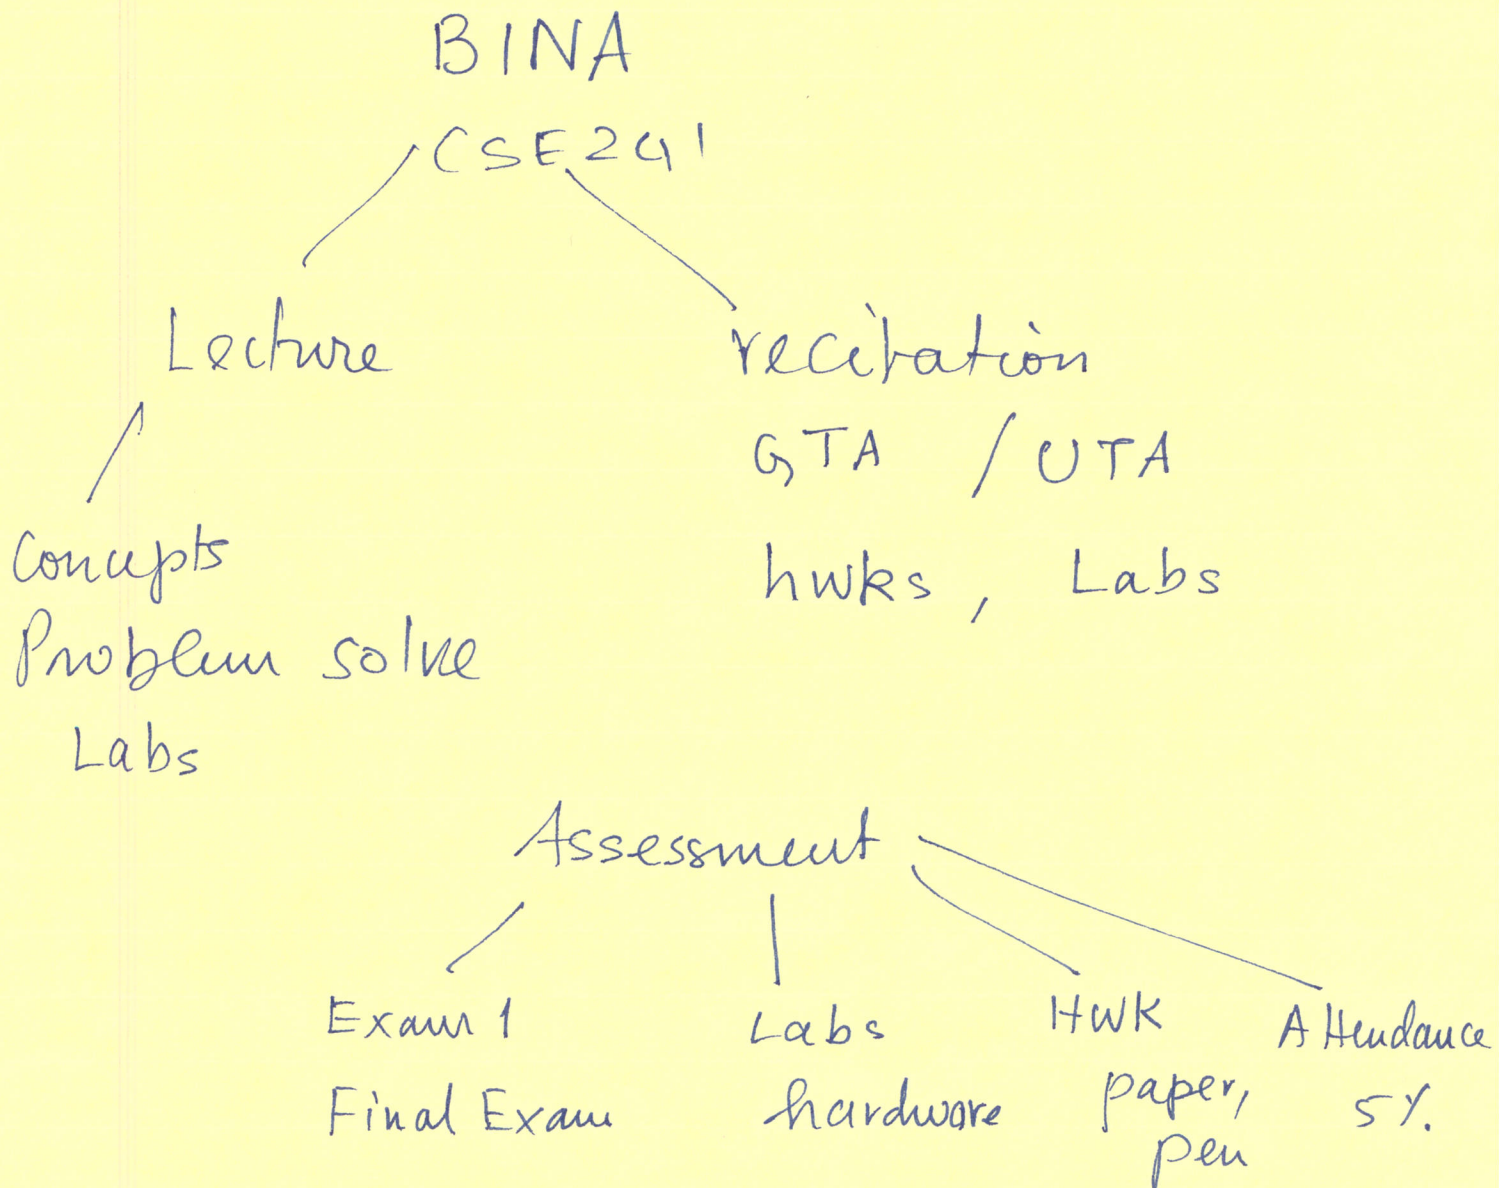 BINA
CSE241
Lecture
recitation
GTA / UTA
hwks, Labs
Concepts
Problem solve
Labs
Assessment
Exam 1
Final Exam
Labs
hardware
HWK
paper,
pen
Attendance
5%.